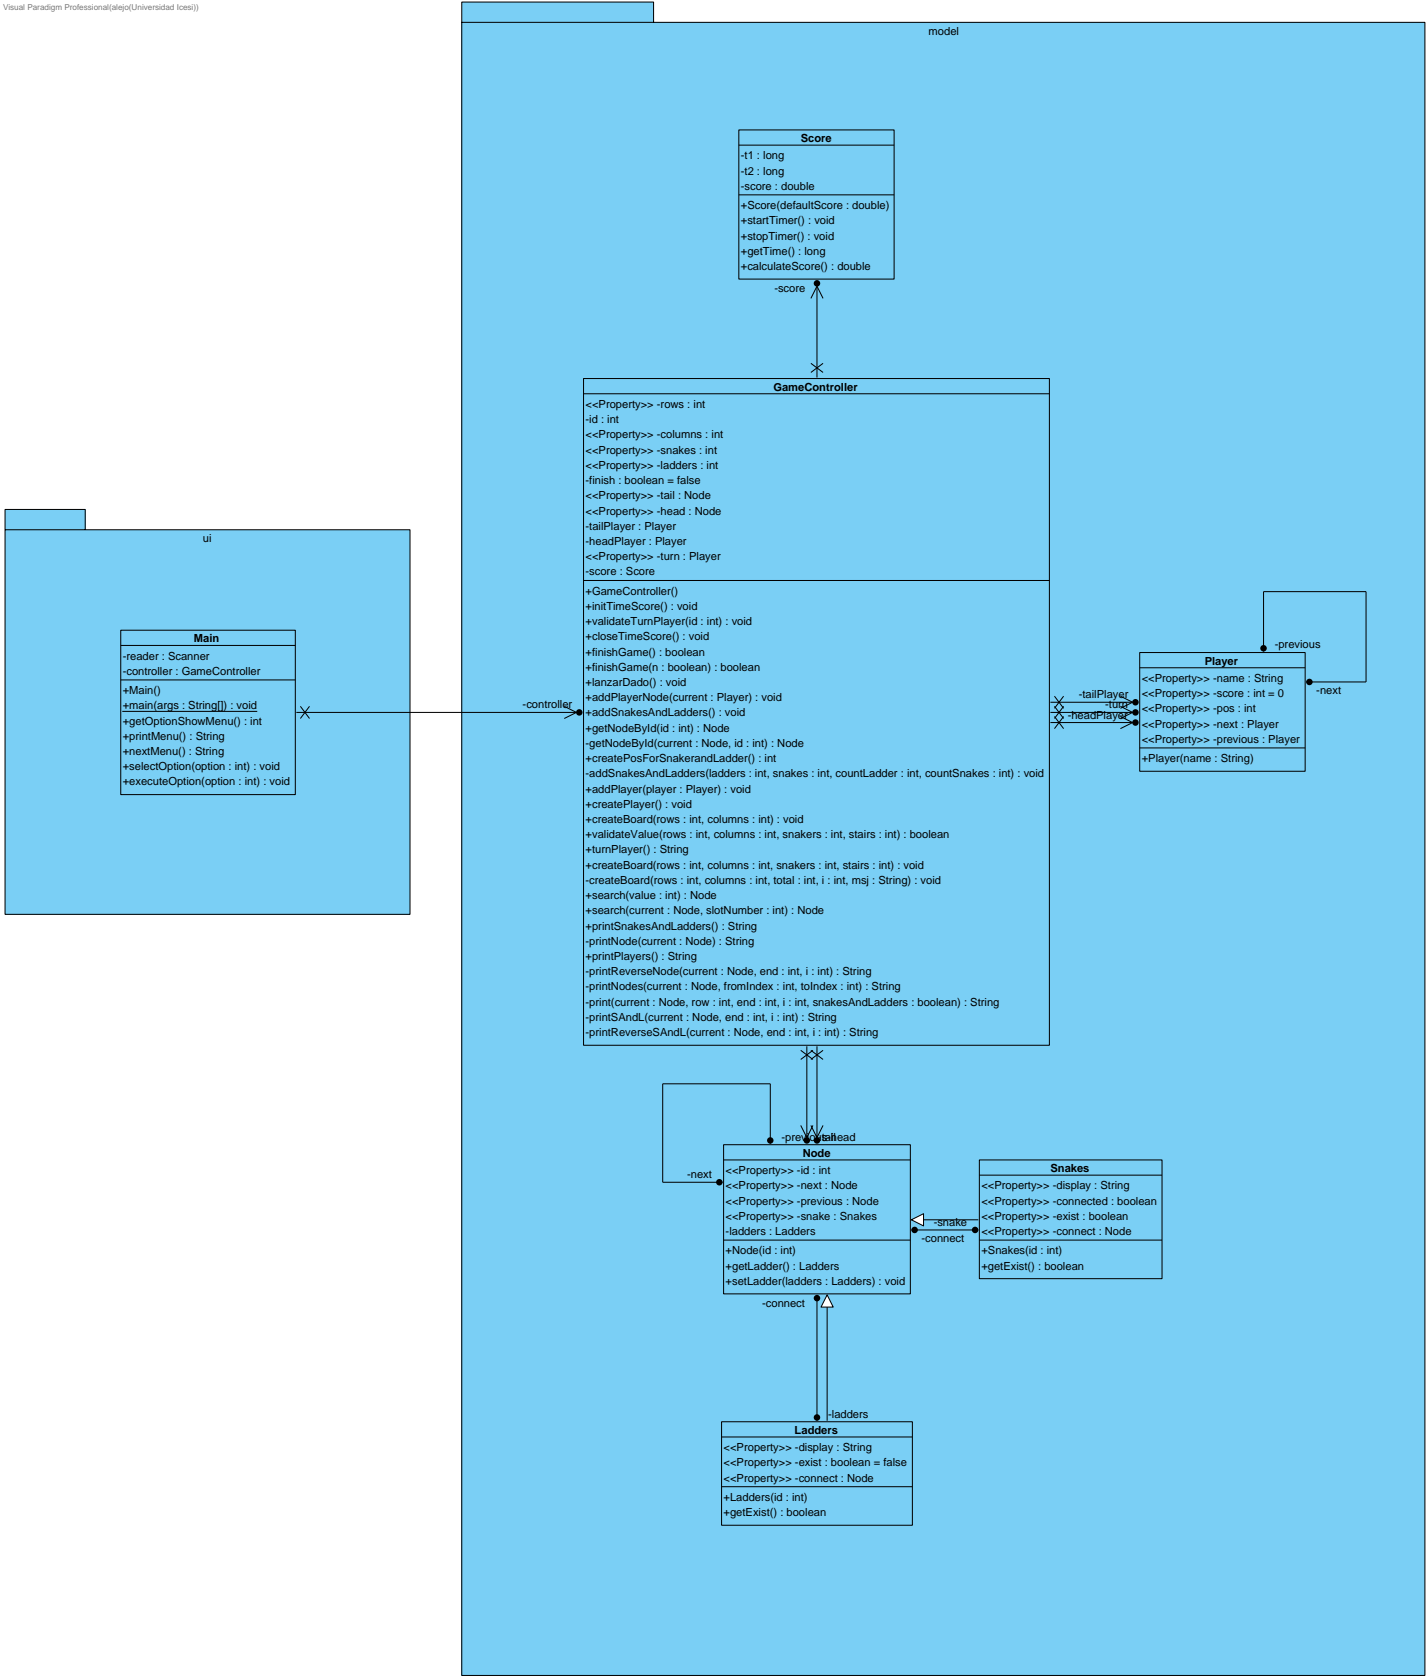 Visual Paradigm Professional(alejo(Universidad Icesi))
model
Score
-t1 : long
-t2 : long
-score : double
+Score(defaultScore : double)
+startTimer() : void
+stopTimer() : void
+getTime() : long
+calculateScore() : double
-score
GameController
<<Property>> -rows : int
-id : int
<<Property>> -columns : int
<<Property>> -snakes : int
<<Property>> -ladders : int
-finish : boolean = false
<<Property>> -tail : Node
<<Property>> -head : Node
-tailPlayer : Player
-headPlayer : Player
<<Property>> -turn : Player
-score : Score
+GameController()
+initTimeScore() : void
+validateTurnPlayer(id : int) : void
+closeTimeScore() : void
+finishGame() : boolean
+finishGame(n : boolean) : boolean
+lanzarDado() : void
+addPlayerNode(current : Player) : void
+addSnakesAndLadders() : void
+getNodeById(id : int) : Node
-getNodeById(current : Node, id : int) : Node
+createPosForSnakerandLadder() : int
-addSnakesAndLadders(ladders : int, snakes : int, countLadder : int, countSnakes : int) : void
+addPlayer(player : Player) : void
+createPlayer() : void
+createBoard(rows : int, columns : int) : void
+validateValue(rows : int, columns : int, snakers : int, stairs : int) : boolean
+turnPlayer() : String
+createBoard(rows : int, columns : int, snakers : int, stairs : int) : void
-createBoard(rows : int, columns : int, total : int, i : int, msj : String) : void
+search(value : int) : Node
+search(current : Node, slotNumber : int) : Node
+printSnakesAndLadders() : String
-printNode(current : Node) : String
+printPlayers() : String
-printReverseNode(current : Node, end : int, i : int) : String
-printNodes(current : Node, fromIndex : int, toIndex : int) : String
-print(current : Node, row : int, end : int, i : int, snakesAndLadders : boolean) : String
-printSAndL(current : Node, end : int, i : int) : String
-printReverseSAndL(current : Node, end : int, i : int) : String
ui
Main
-reader : Scanner
-controller : GameController
+Main()
+main(args : String[]) : void
+getOptionShowMenu() : int
+printMenu() : String
+nextMenu() : String
+selectOption(option : int) : void
+executeOption(option : int) : void
-controller
-tailPlayer
-turn
-headPlayer
-previous
-next
Player
<<Property>> -name : String
<<Property>> -score : int = 0
<<Property>> -pos : int
<<Property>> -next : Player
<<Property>> -previous : Player
+Player(name : String)
-previous
-tail
-head
-next
Node
<<Property>> -id : int
<<Property>> -next : Node
<<Property>> -previous : Node
<<Property>> -snake : Snakes
-ladders : Ladders
+Node(id : int)
+getLadder() : Ladders
+setLadder(ladders : Ladders) : void
-snake
-connect
Snakes
<<Property>> -display : String
<<Property>> -connected : boolean
<<Property>> -exist : boolean
<<Property>> -connect : Node
+Snakes(id : int)
+getExist() : boolean
-connect
-ladders
Ladders
<<Property>> -display : String
<<Property>> -exist : boolean = false
<<Property>> -connect : Node
+Ladders(id : int)
+getExist() : boolean